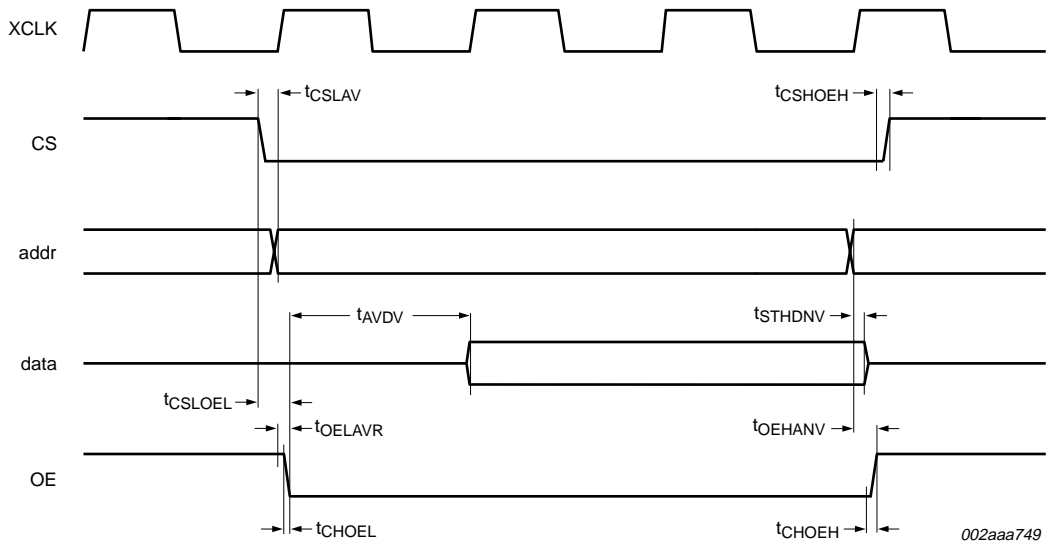 XCLK
tCSLAV
tCSHOEH
CS
addr
tAVDV
tSTHDNV
data
tCSLOEL
tOELAVR
tOEHANV
OE
tCHOEL
tCHOEH
002aaa749